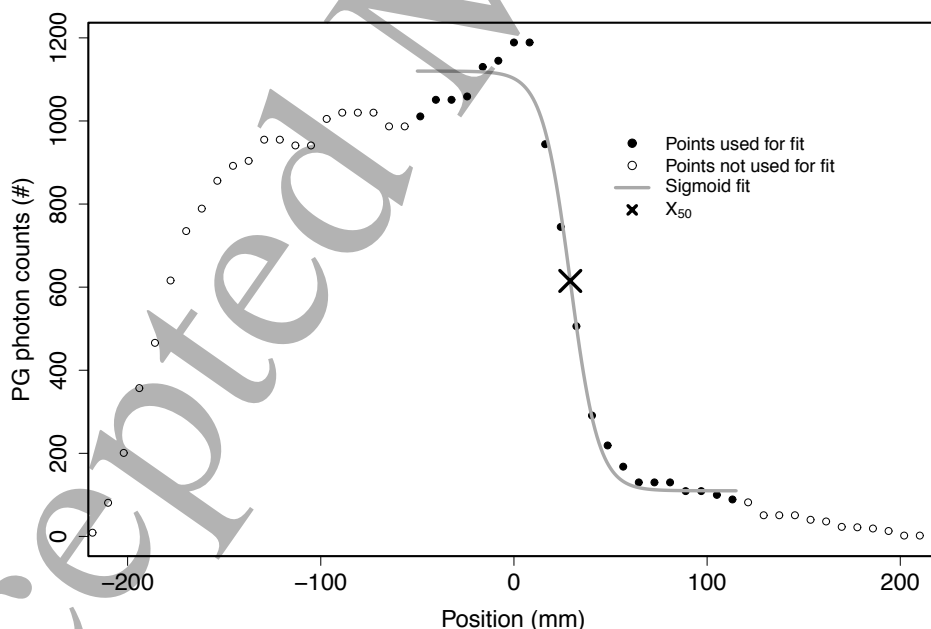 1200
1000
800
600
400
200
0
PG photon counts (#)
Points used for fit
Points not used for fit
Sigmoid fit
X50
−200 −100 0 100 200
Position (mm)